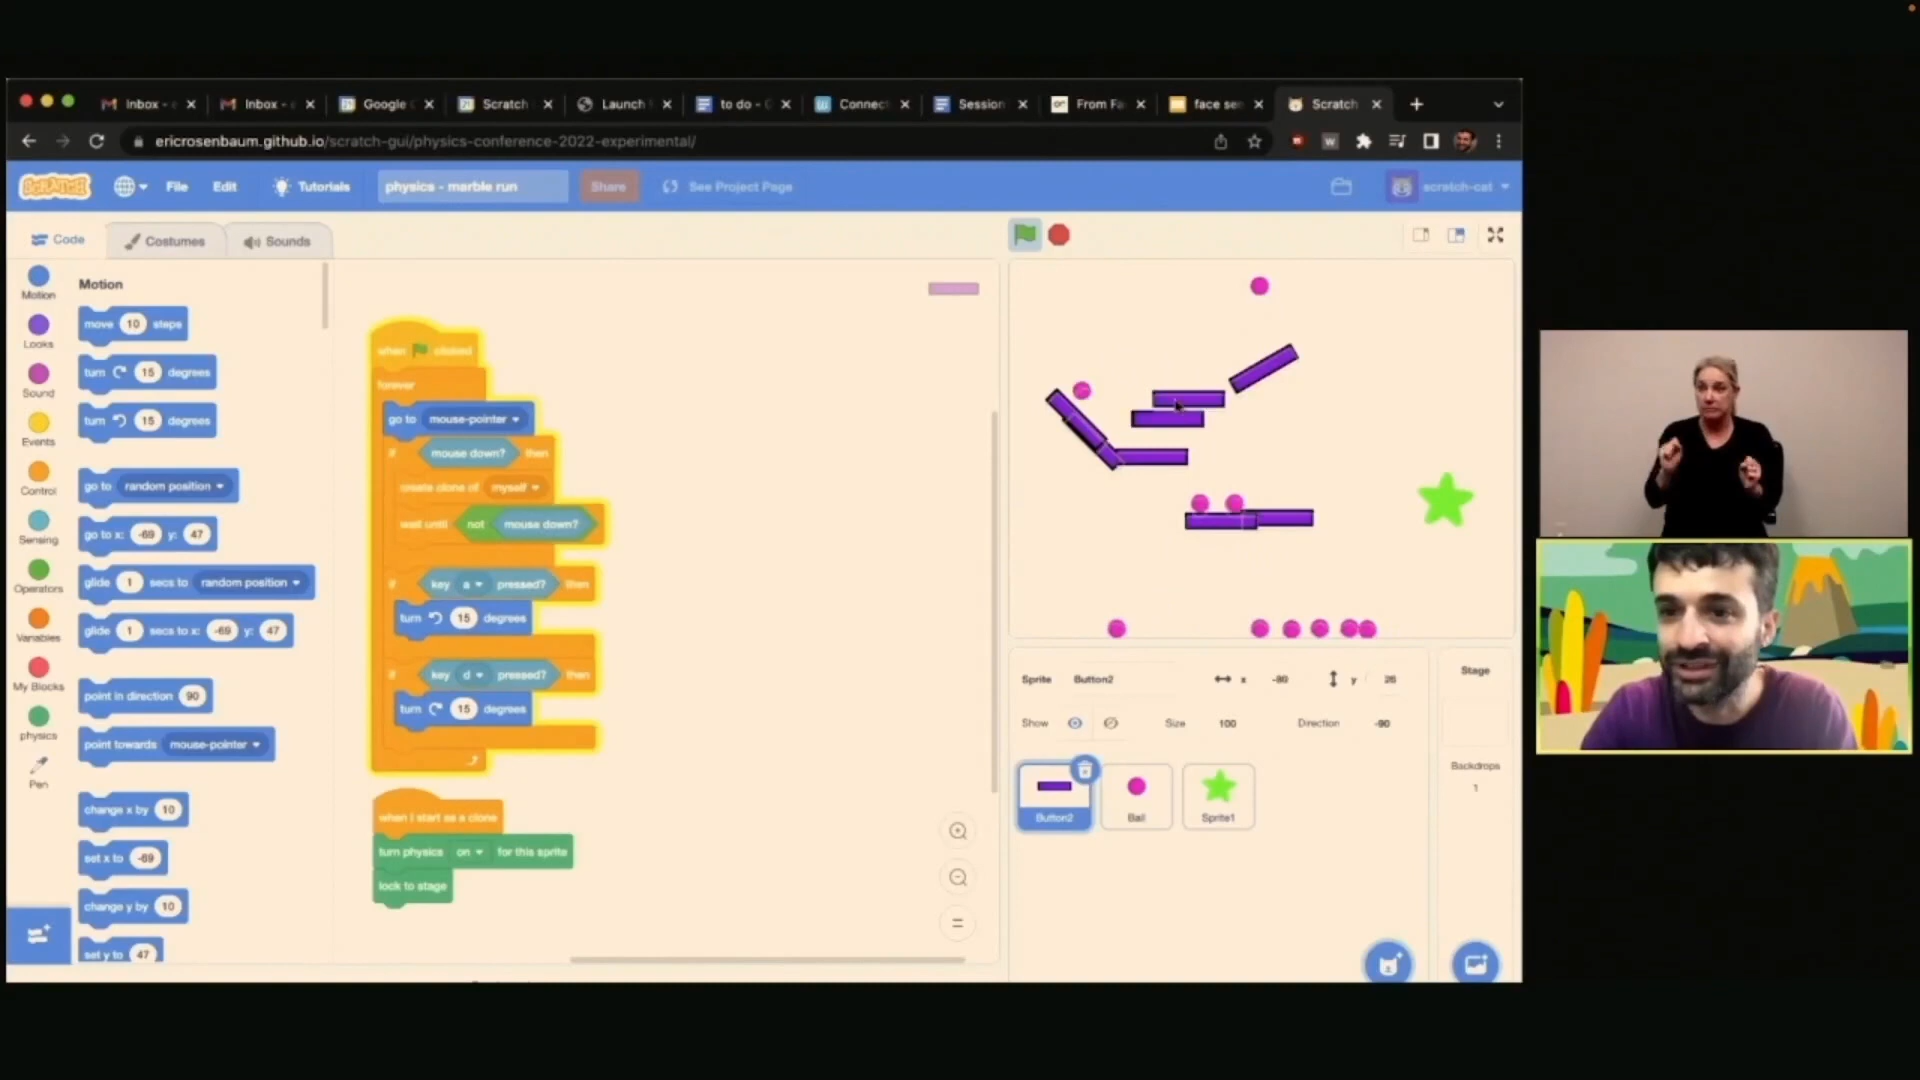 Inbox - e
Inbox - e
Google C
Scratch
Launch
to do - G
Connect
Session
From Fa
face sen
Scratch
ericrosenbaum.github.io/scratch-gui/physics-conference-2022-experimental/
SCRATCH
File
Edit
Tutorials
physics - marble run
Share
See Project Page
scratch-cat
Code
Costumes
Sounds
Motion
Looks
Sound
Events
Control
Sensing
Operators
Variables
My Blocks
physics
Pen
Motion
move 10 steps
turn 15 degrees
turn 15 degrees
go to random position
go to x: -69 y: 47
glide 1 secs to random position
glide 1 secs to x: -69 y: 47
point in direction 90
point towards mouse-pointer
change x by 10
set x to -69
change y by 10
set y to 47
when clicked
forever
go to mouse-pointer
if mouse down? then
create clone of myself
wait until not mouse down?
if key a pressed? then
turn 15 degrees
if key d pressed? then
turn 15 degrees
when I start as a clone
turn physics on for this sprite
lock to stage
Sprite Button2 x -80 y 26
Show Size 100 Direction -90
Button2
Ball
Sprite1
Stage
Backdrops
1